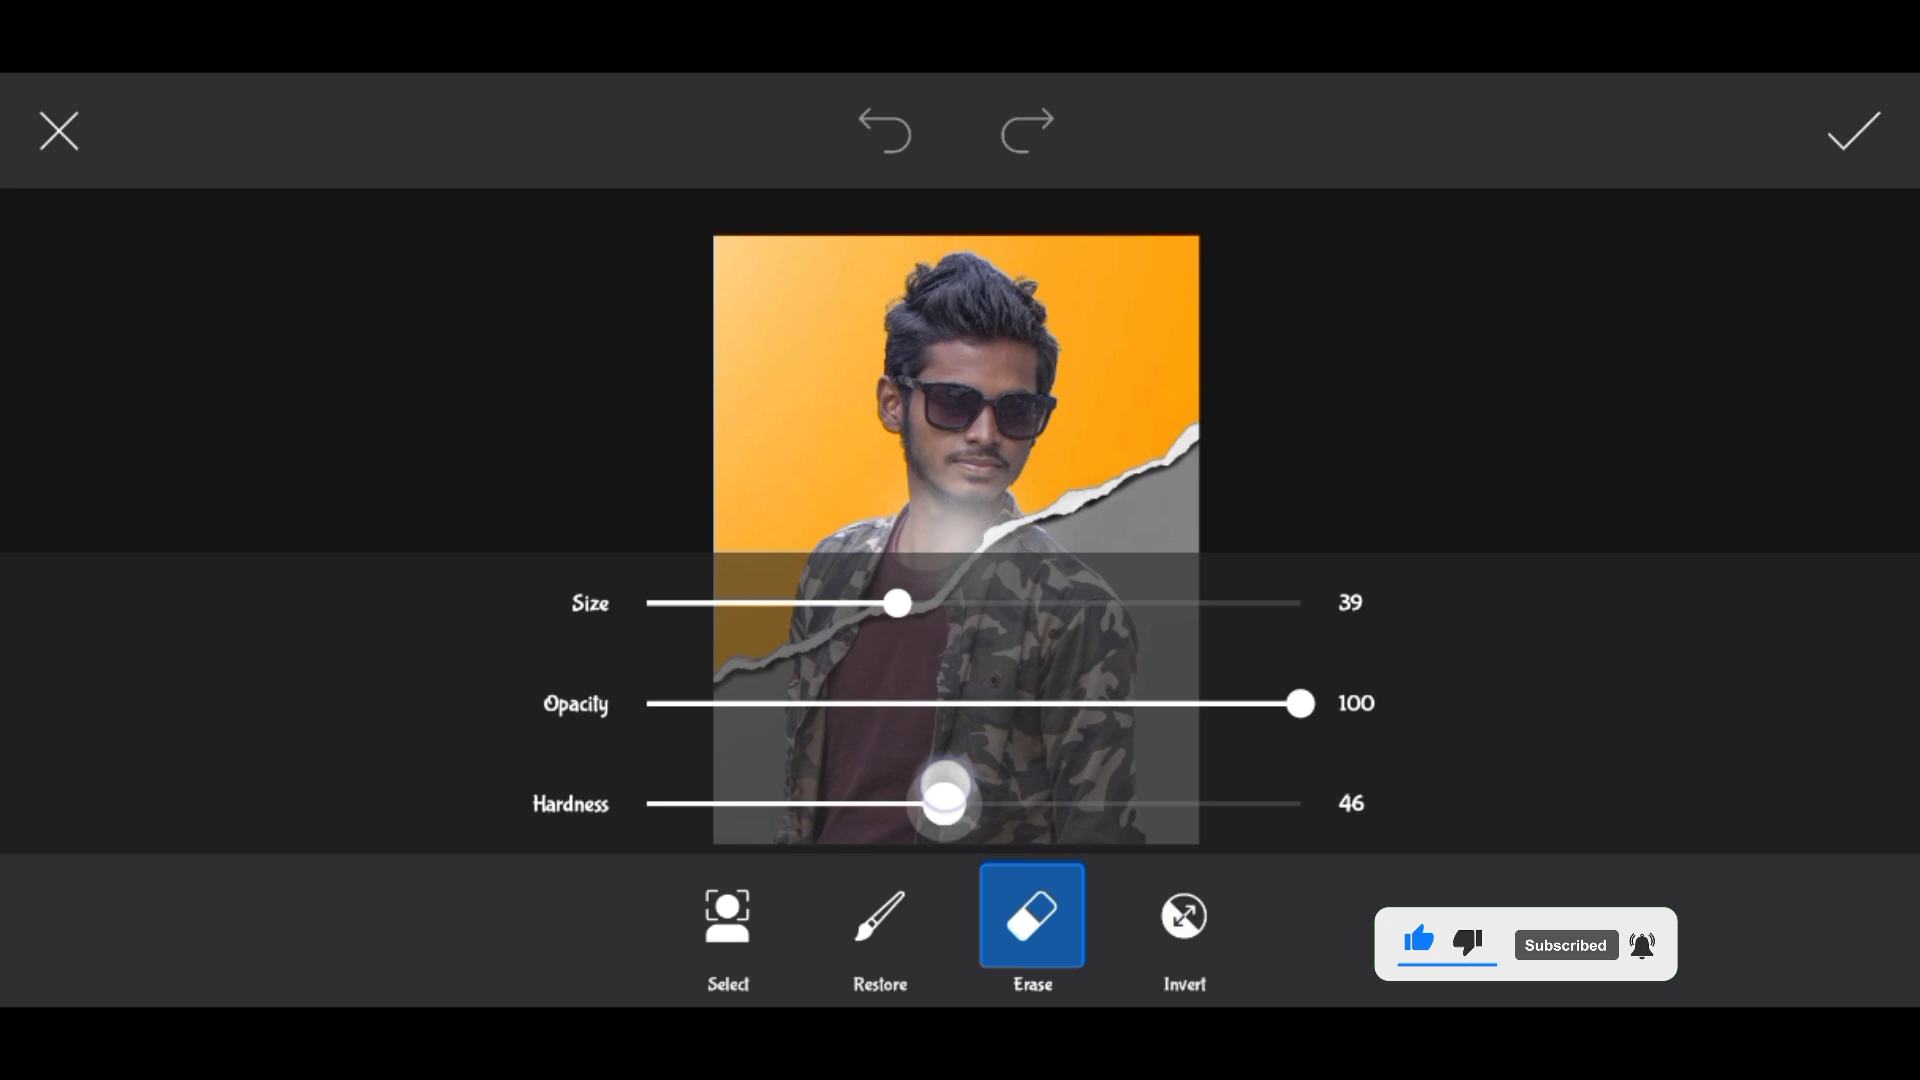 Size 39
Opacity 100
Hardness 46
Select Restore Erase Invert
Subscribed